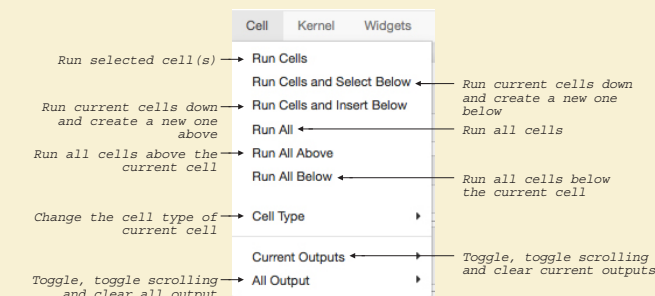 Cell Kernel Widgets
Run selected cell(s)
Run Cells
Run Cells and Select Below
Run current cells down
and create a new one
below
Run current cells down
and create a new one
above
Run Cells and Insert Below
Run All
Run all cells
Run all cells above the
current cell
Run All Above
Run All Below
Run all cells below
the current cell
Change the cell type of
current cell
Cell Type
Current Outputs
Toggle, toggle scrolling
and clear current outputs
Toggle, toggle scrolling
and clear all output
All Output